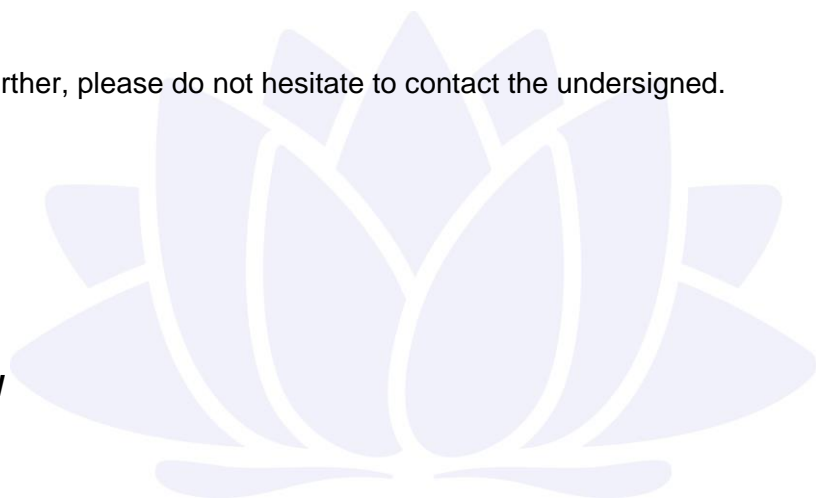 rther, please do not hesitate to contact the undersigned.